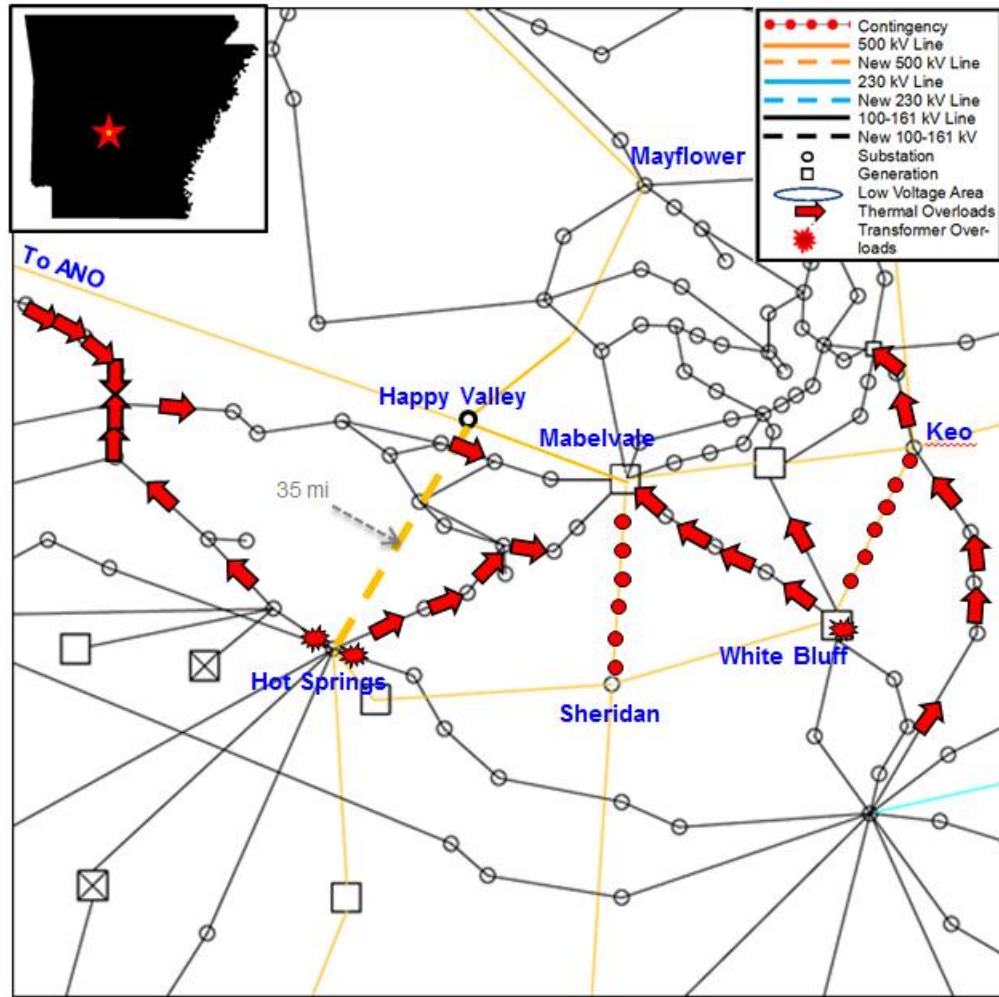 Contingency
500 kV Line
New 500 kV Line
230 kV Line
New 230 kV Line
100-161 kV Line
New 100-161 kV
Substation
Generation
Low Voltage Area
Thermal Overloads
Transformer Over-
loads
Mayflower
To ANO
Happy Valley
Mabelvale
Keo
35 mi
White Bluff
Hot Springs
Sheridan